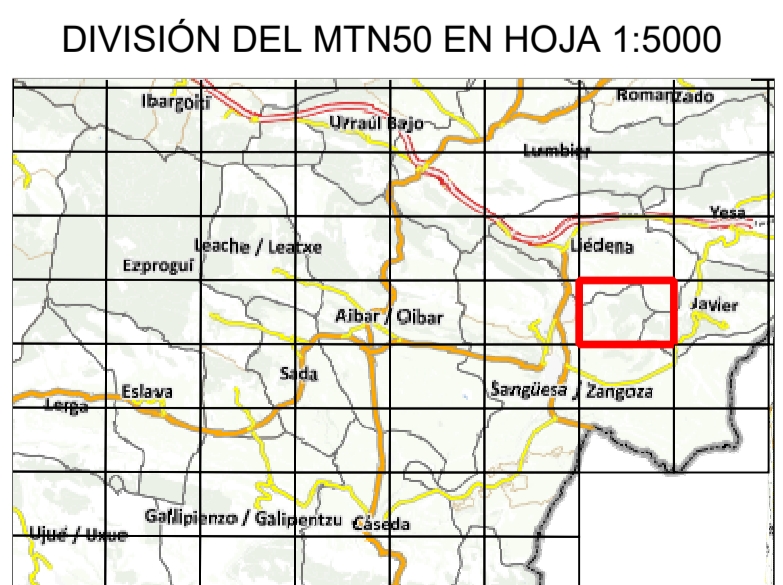 DIVISIÓN DEL MTN50 EN HOJA 1:5000
Ibargoiti
Romanzado
Urraúl Bajo
Lumbier
Yesa
Leache / Leatxe
Liédena
Ezprogui
Javier
Aibar / Oibar
Sada
Eslava
Sangüesa / Zangoza
Lerga
Gallipienzo / Galipentzu
Cáseda
Ujué / Uxue